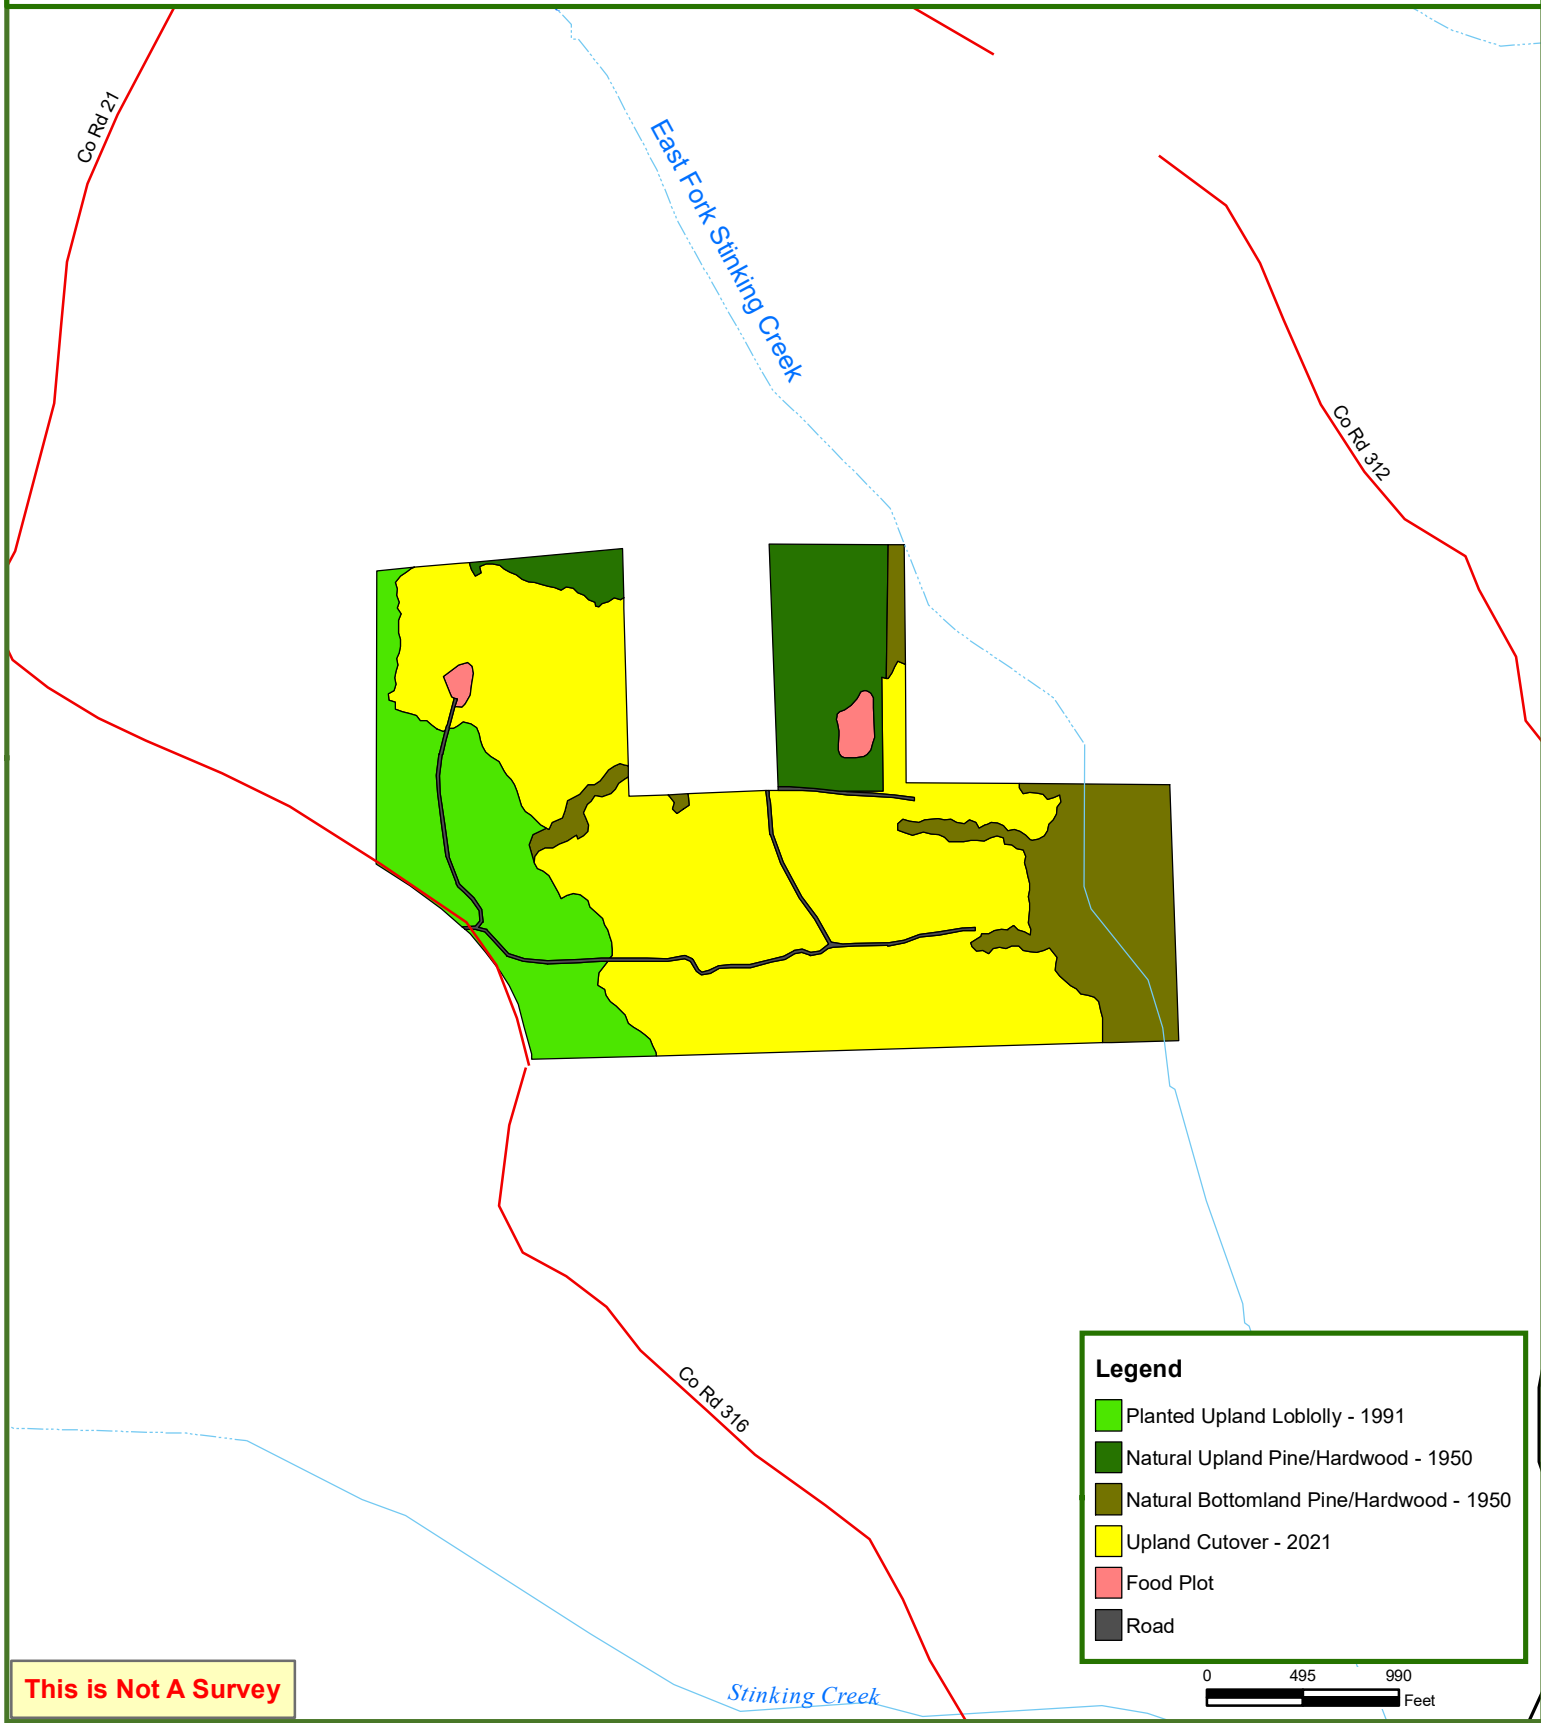 Co Rd 21
East Fork Stinking Creek
Co Rd 312
Co Rd 316
Legend
Planted Upland Loblolly - 1991
Natural Upland Pine/Hardwood - 1950
Natural Bottomland Pine/Hardwood - 1950
Upland Cutover - 2021
Food Plot
Road
This is Not A Survey
Stinking Creek
0 495 990
Feet